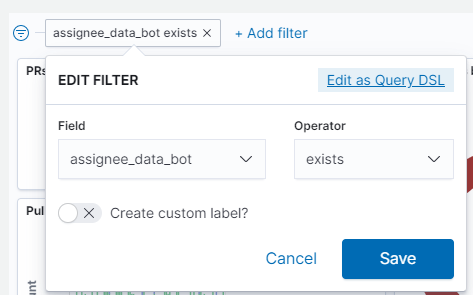 assignee_data_bot exists ×
+ Add filter
PRs
EDIT FILTER
Edit as Query DSL
Field
Operator
assignee_data_bot
exists
Create custom label?
Pul
Cancel
Save